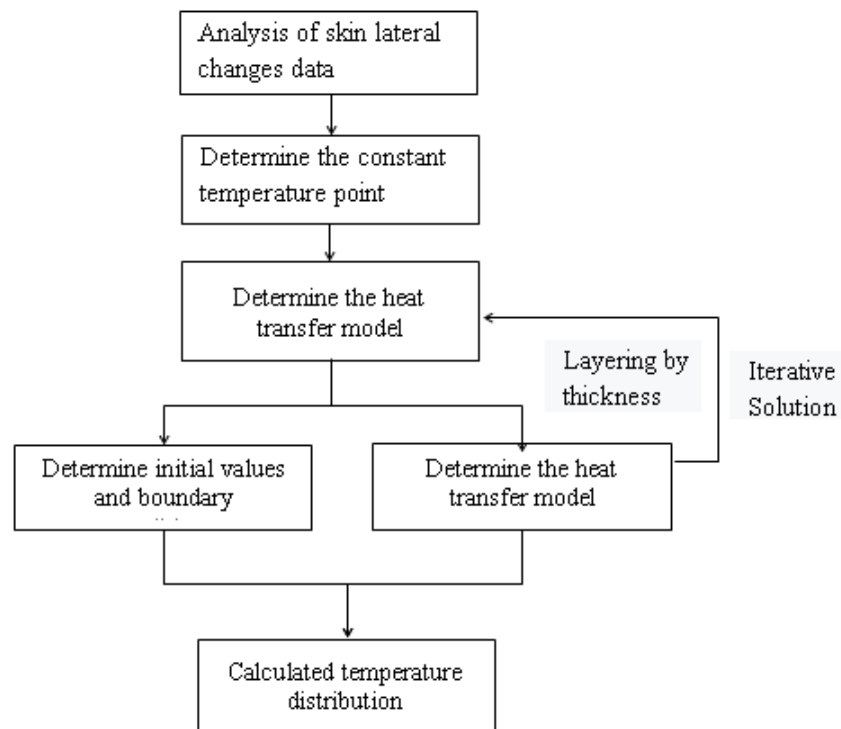 Analysis of skin lateral
changes data
Determine the constant
temperature point
Determine the heat
transfer model
Layering by
thickness
Iterative
Solution
Determine initial values
and boundary
Determine the heat
transfer model
Calculated temperature
distribution